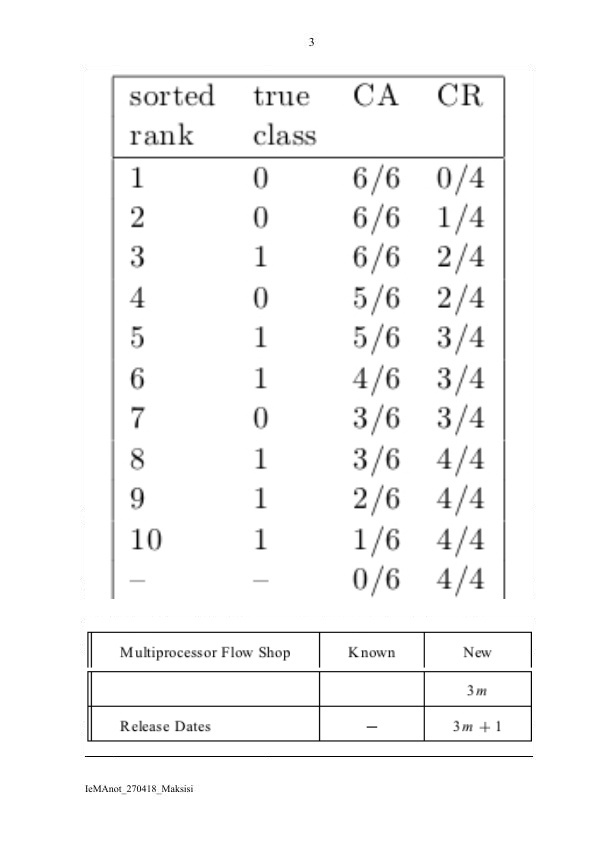 3
sorted true CA CR
rank class
1 0 6/6 0/4
2 0 6/6 1/4
3 1 6/6 2/4
4 0 5/6 2/4
5 1 5/6 3/4
6 1 4/6 3/4
7 0 3/6 3/4
8 1 3/6 4/4
9 1 2/6 4/4
10 1 1/6 4/4
– – 0/6 4/4
Multiprocessor Flow Shop Known New
3m
Release Dates – 3m + 1
IeMAnot_270418_Maksisi